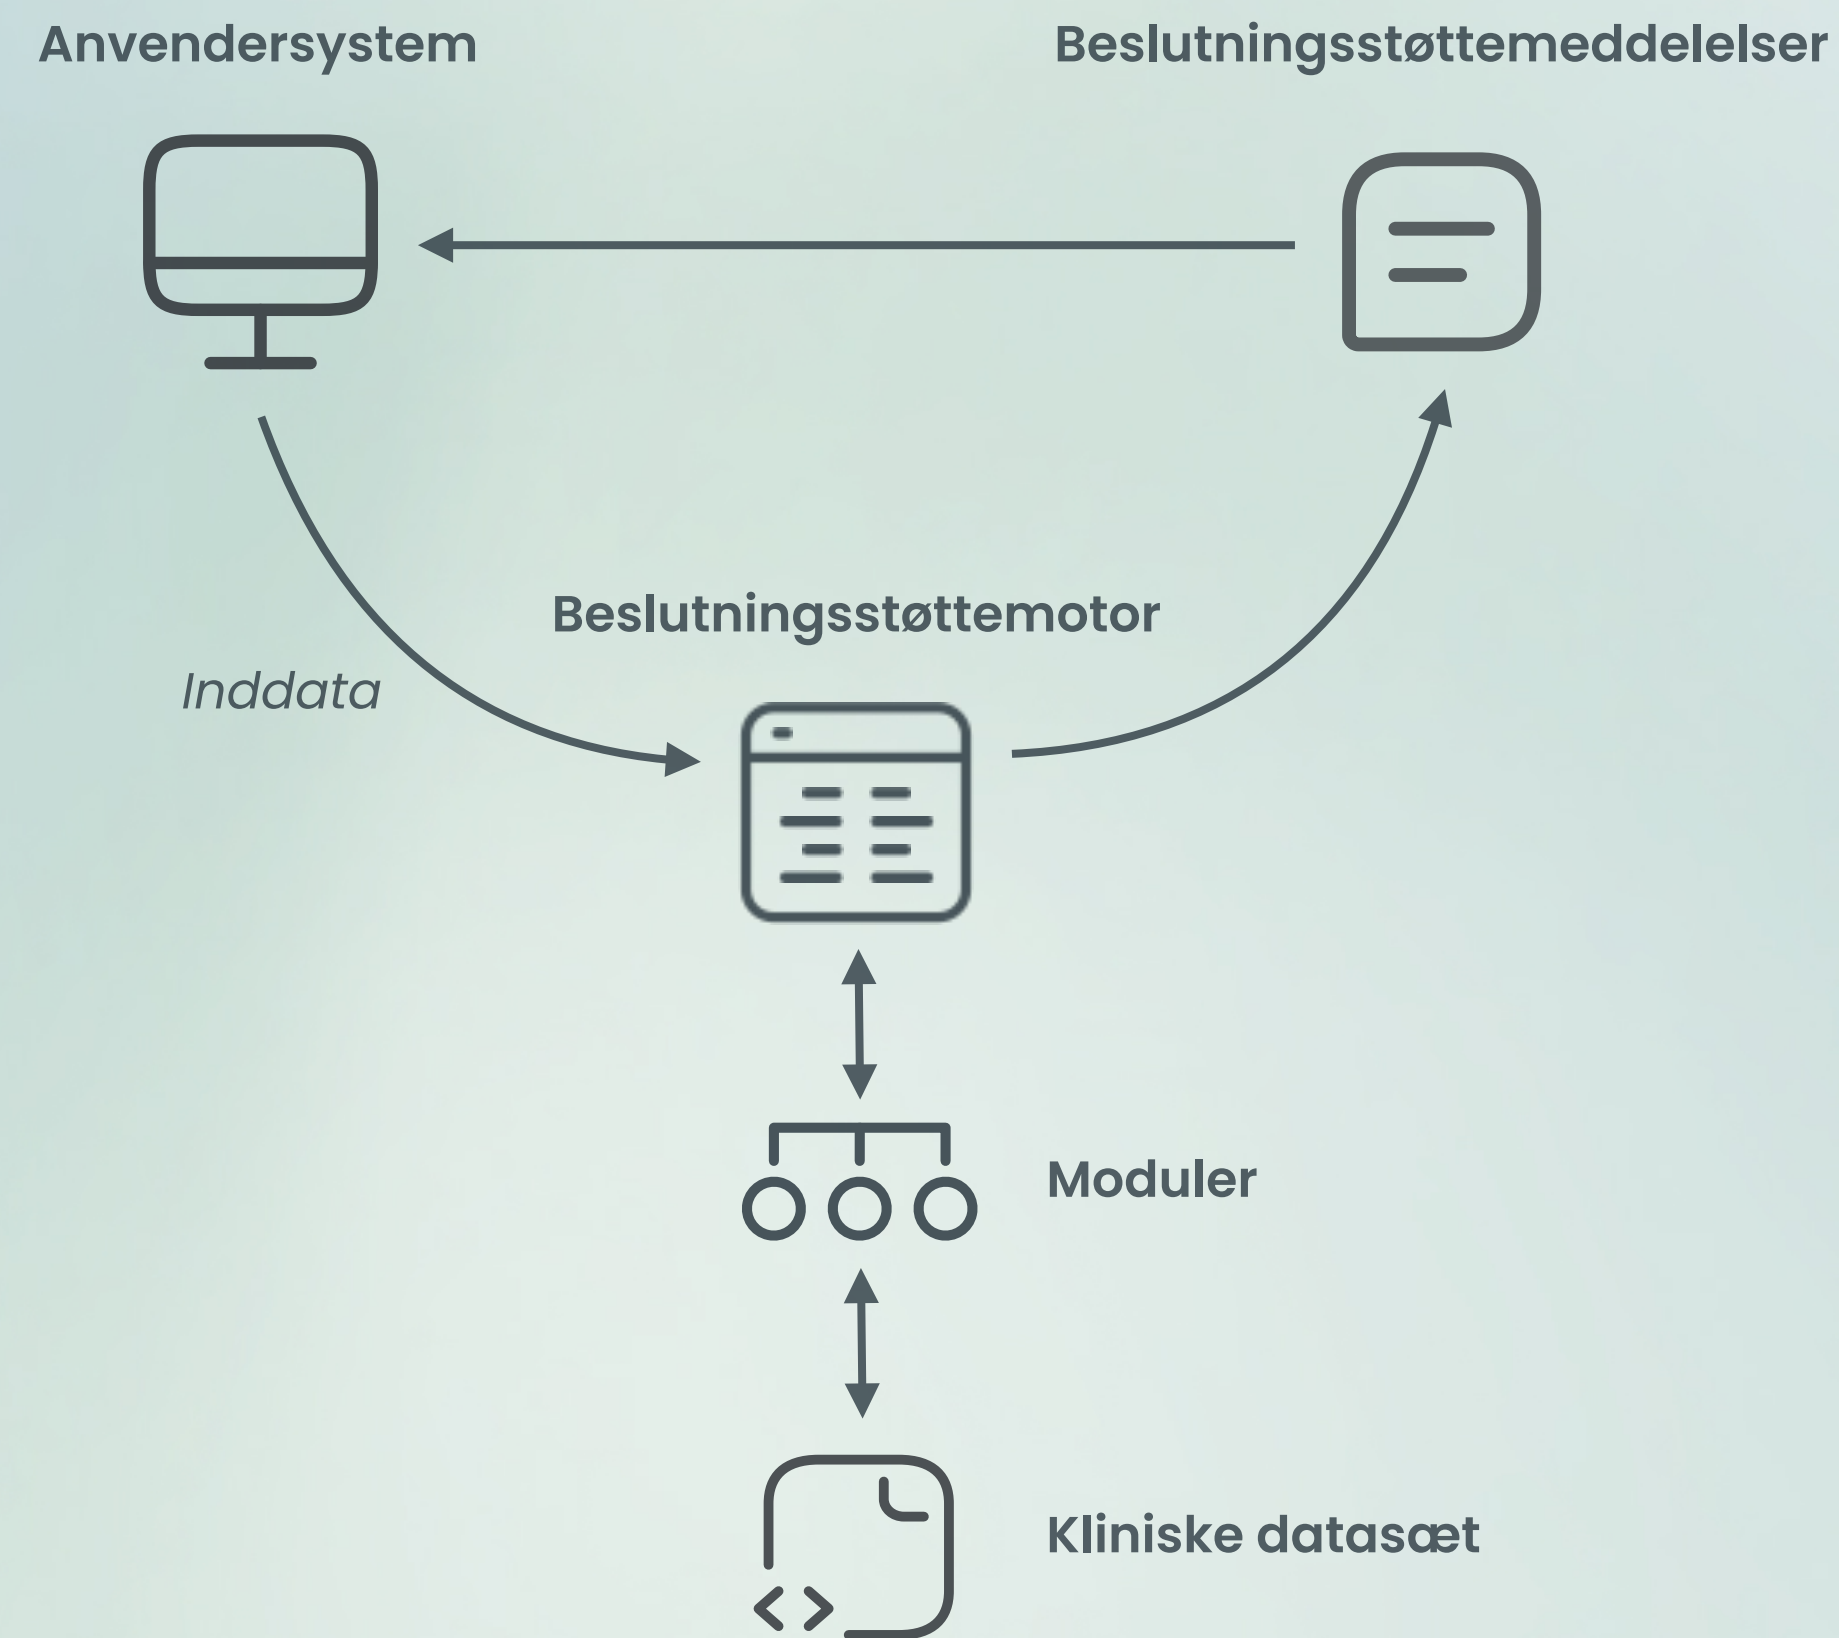 Anvendersystem
Beslutningsstøttemeddelelser
Beslutningsstøttemotor
Inddata
Moduler
Kliniske datasæt